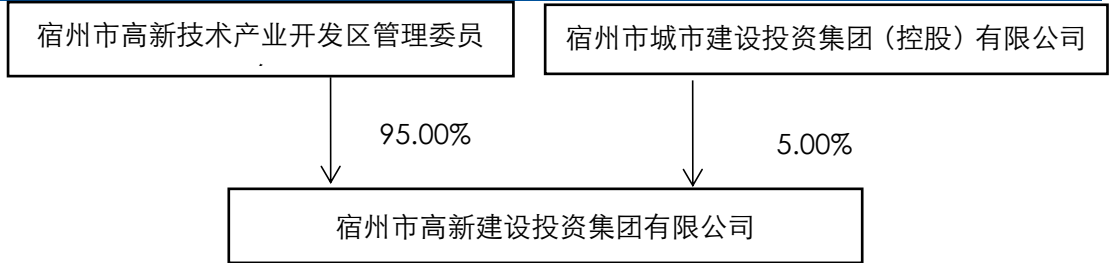 宿州市高新技术产业开发区管理委员
宿州市城市建设投资集团（控股）有限公司
95.00%
5.00%
宿州市高新建设投资集团有限公司